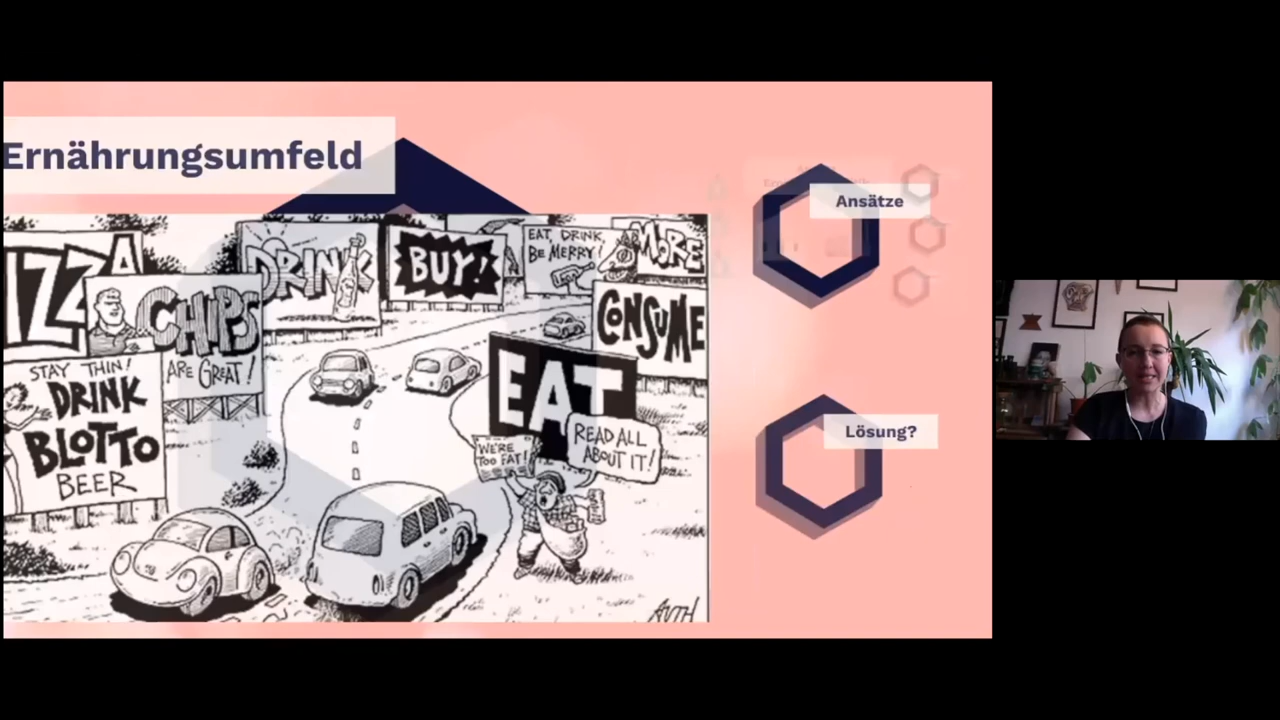 Ernährungsumfeld
Ansätze
Lösung?
IZZA
CHIPS
ARE GREAT!
STAY THIN!
DRINK
BLOTTO
BEER
DRINK
BUY!
EAT, DRINK,
BE MERRY!
MORE
CONSUME
EAT
WE'RE
TOO FAT!
READ ALL
ABOUT IT!
AUTH